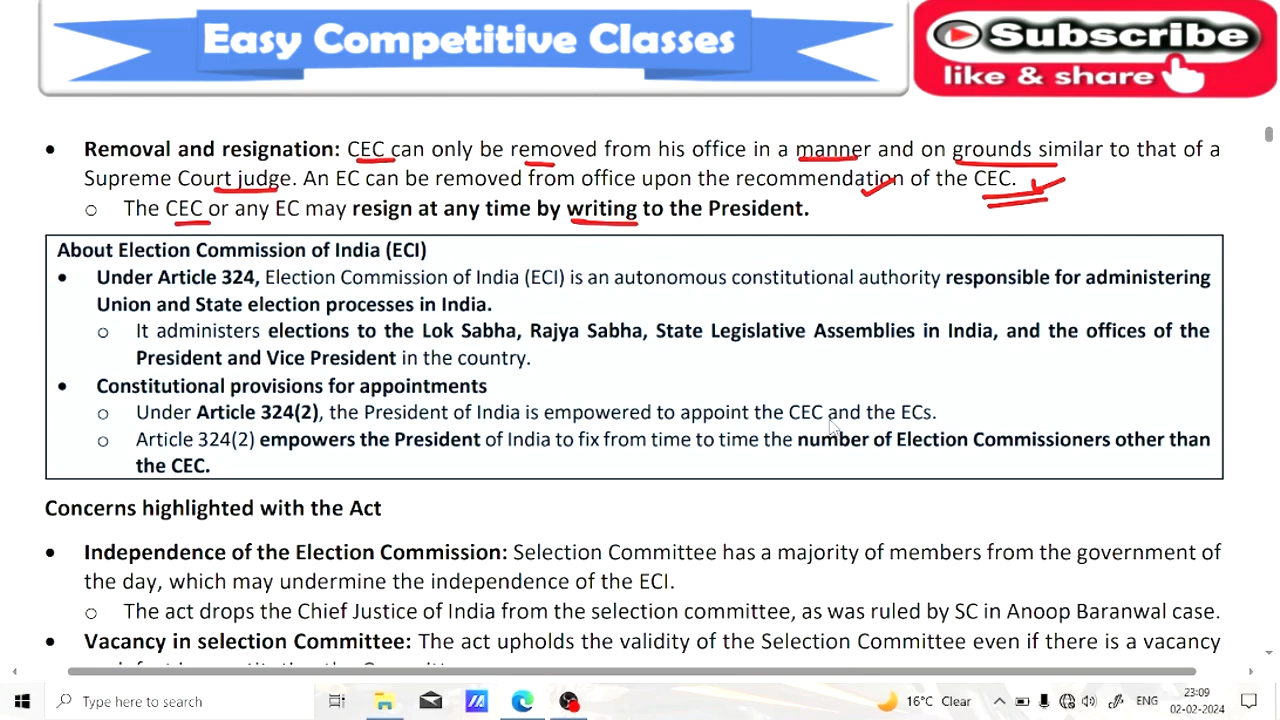 Easy Competitive Classes
Subscribe
like & share
• Removal and resignation: CEC can only be removed from his office in a manner and on grounds similar to that of a
Supreme Court judge. An EC can be removed from office upon the recommendation of the CEC.
o The CEC or any EC may resign at any time by writing to the President.
About Election Commission of India (ECI)
• Under Article 324, Election Commission of India (ECI) is an autonomous constitutional authority responsible for administering
Union and State election processes in India.
o It administers elections to the Lok Sabha, Rajya Sabha, State Legislative Assemblies in India, and the offices of the
President and Vice President in the country.
• Constitutional provisions for appointments
o Under Article 324(2), the President of India is empowered to appoint the CEC and the ECs.
o Article 324(2) empowers the President of India to fix from time to time the number of Election Commissioners other than
the CEC.
Concerns highlighted with the Act
• Independence of the Election Commission: Selection Committee has a majority of members from the government of
the day, which may undermine the independence of the ECI.
o The act drops the Chief Justice of India from the selection committee, as was ruled by SC in Anoop Baranwal case.
• Vacancy in selection Committee: The act upholds the validity of the Selection Committee even if there is a vacancy
Type here to search
16°C Clear
ENG
23:09
02-02-2024